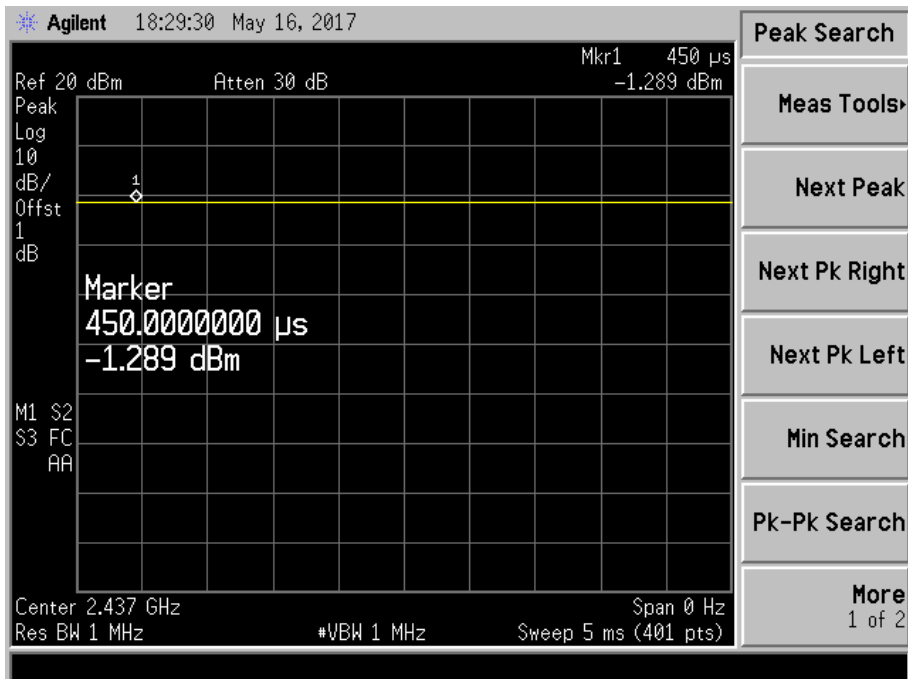 Agilent 18:29:30 May 16, 2017
Mkr1 450 µs
Ref 20 dBm Atten 30 dB -1.289 dBm
Peak
Log
10
dB/
Offst
1
dB
1
Marker
450.0000000 µs
-1.289 dBm
M1 S2
S3 FC
AA
Center 2.437 GHz Span 0 Hz
Res BW 1 MHz #VBW 1 MHz Sweep 5 ms (401 pts)
Peak Search
Meas Tools
Next Peak
Next Pk Right
Next Pk Left
Min Search
Pk-Pk Search
More
1 of 2